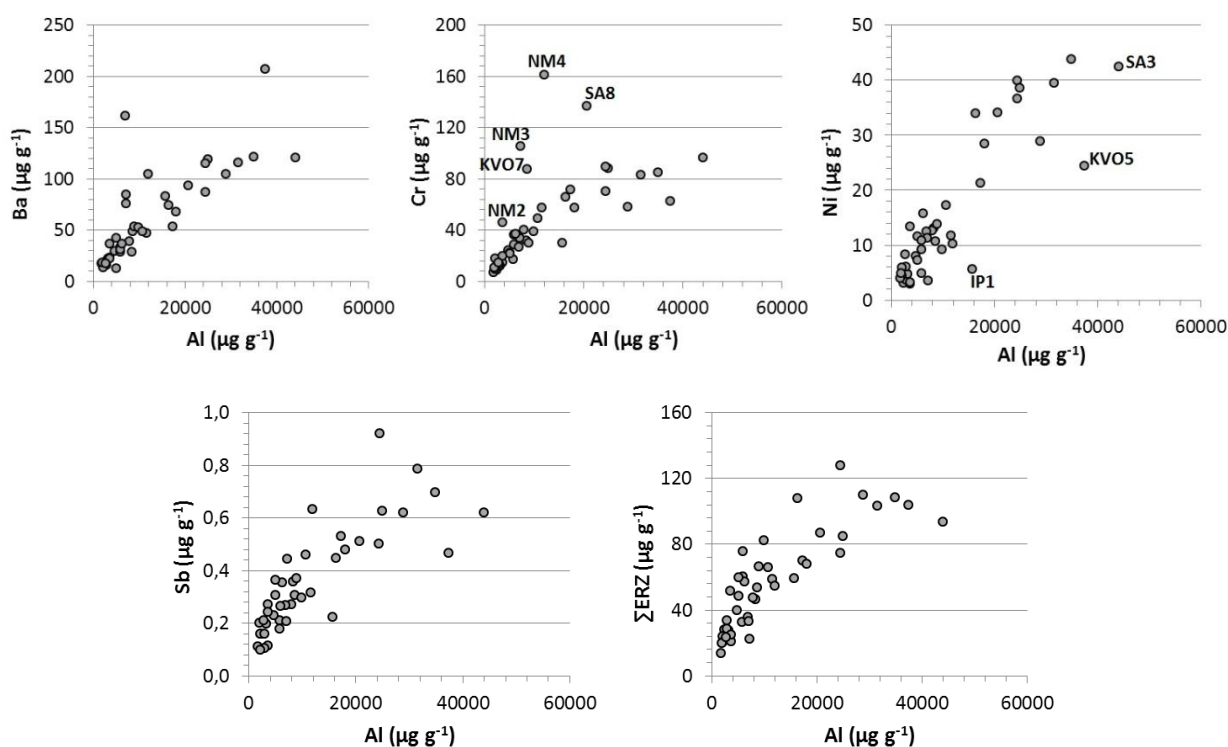 250
200
150
100
50
0
Ba (µg g⁻¹)
0 20000 40000 60000
Al (µg g⁻¹)
200
160
120
80
40
0
Cr (µg g⁻¹)
NM4
SA8
NM3
KVO7
NM2
0 20000 40000 60000
Al (µg g⁻¹)
50
40
30
20
10
0
Ni (µg g⁻¹)
SA3
KVO5
IP1
0 20000 40000 60000
Al (µg g⁻¹)
1,0
0,8
0,6
0,4
0,2
0,0
Sb (µg g⁻¹)
0 20000 40000 60000
Al (µg g⁻¹)
160
120
80
40
0
∑ERZ (µg g⁻¹)
0 20000 40000 60000
Al (µg g⁻¹)